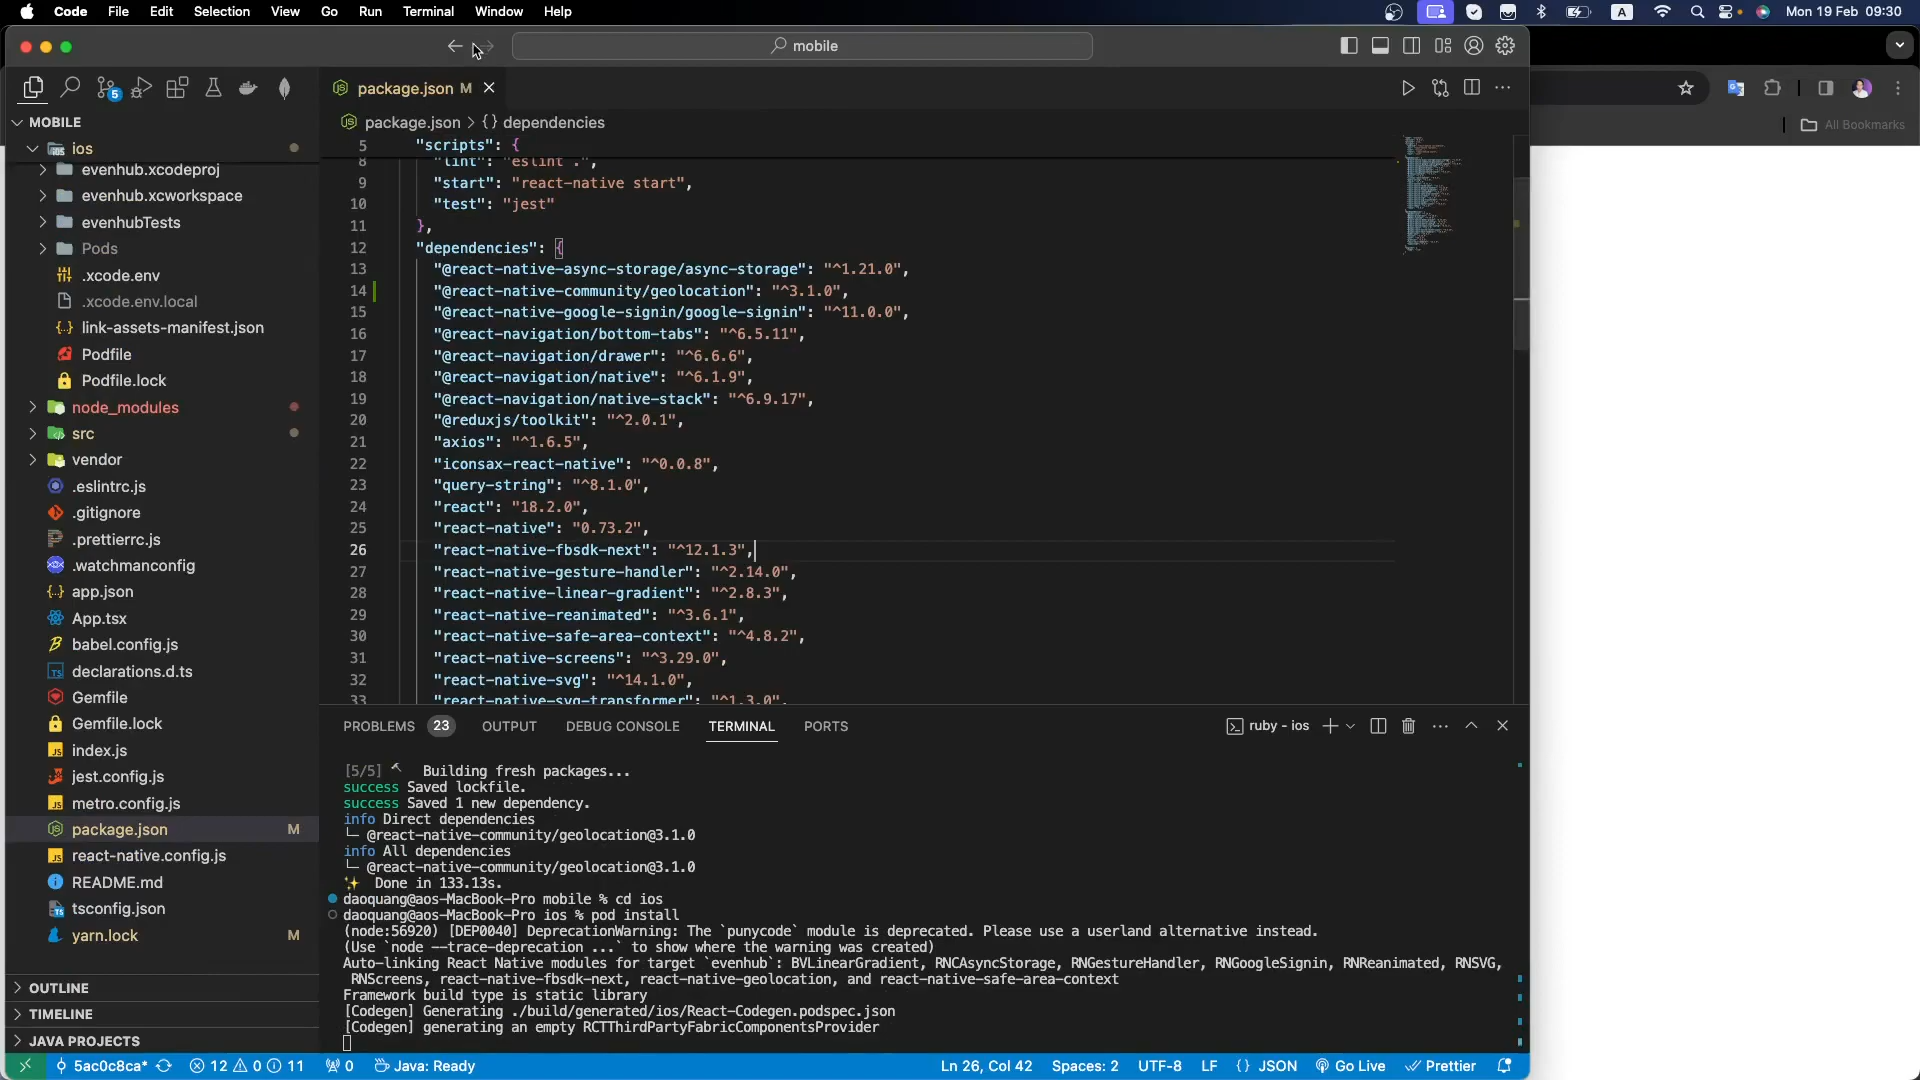 Code File Edit Selection View Go Run Terminal Window Help
A
Mon 19 Feb 09:30
mobile
All Bookmarks
5
MOBILE
ios
evenhub.xcodeproj
evenhub.xcworkspace
evenhubTests
Pods
.xcode.env
.xcode.env.local
link-assets-manifest.json
Podfile
Podfile.lock
node_modules
src
vendor
.eslintrc.js
.gitignore
.prettierrc.js
.watchmanconfig
app.json
App.tsx
babel.config.js
declarations.d.ts
Gemfile
Gemfile.lock
index.js
jest.config.js
metro.config.js
package.json M
react-native.config.js
README.md
tsconfig.json
yarn.lock M
OUTLINE
TIMELINE
JAVA PROJECTS
package.json M
package.json > {} dependencies
5 "scripts": {
8 "lint": "eslint .",
9 "start": "react-native start",
10 "test": "jest"
11 },
12 "dependencies": {
13 "@react-native-async-storage/async-storage": "^1.21.0",
14 "@react-native-community/geolocation": "^3.1.0",
15 "@react-native-google-signin/google-signin": "^11.0.0",
16 "@react-navigation/bottom-tabs": "^6.5.11",
17 "@react-navigation/drawer": "^6.6.6",
18 "@react-navigation/native": "^6.1.9",
19 "@react-navigation/native-stack": "^6.9.17",
20 "@reduxjs/toolkit": "^2.0.1",
21 "axios": "^1.6.5",
22 "iconsax-react-native": "^0.0.8",
23 "query-string": "^8.1.0",
24 "react": "18.2.0",
25 "react-native": "0.73.2",
26 "react-native-fbsdk-next": "^12.1.3",
27 "react-native-gesture-handler": "^2.14.0",
28 "react-native-linear-gradient": "^2.8.3",
29 "react-native-reanimated": "^3.6.1",
30 "react-native-safe-area-context": "^4.8.2",
31 "react-native-screens": "^3.29.0",
32 "react-native-svg": "^14.1.0",
33 "react-native-svg-transformer": "^1.3.0",
PROBLEMS 23 OUTPUT DEBUG CONSOLE TERMINAL PORTS
ruby - ios
[5/5] Building fresh packages...
success Saved lockfile.
success Saved 1 new dependency.
info Direct dependencies
└─ @react-native-community/geolocation@3.1.0
info All dependencies
└─ @react-native-community/geolocation@3.1.0
✨ Done in 133.13s.
daoquang@aos-MacBook-Pro mobile % cd ios
daoquang@aos-MacBook-Pro ios % pod install
(node:56920) [DEP0040] DeprecationWarning: The `punycode` module is deprecated. Please use a userland alternative instead.
(Use `node --trace-deprecation ...` to show where the warning was created)
Auto-linking React Native modules for target `evenhub`: BVLinearGradient, RNCAsyncStorage, RNGestureHandler, RNGoogleSignin, RNReanimated, RNSVG,
RNScreens, react-native-fbsdk-next, react-native-geolocation, and react-native-safe-area-context
Framework build type is static library
[Codegen] Generating ./build/generated/ios/React-Codegen.podspec.json
[Codegen] generating an empty RCTThirdPartyFabricComponentsProvider
5ac0c8ca* 12 0 11 0 Java: Ready
Ln 26, Col 42 Spaces: 2 UTF-8 LF {} JSON Go Live Prettier